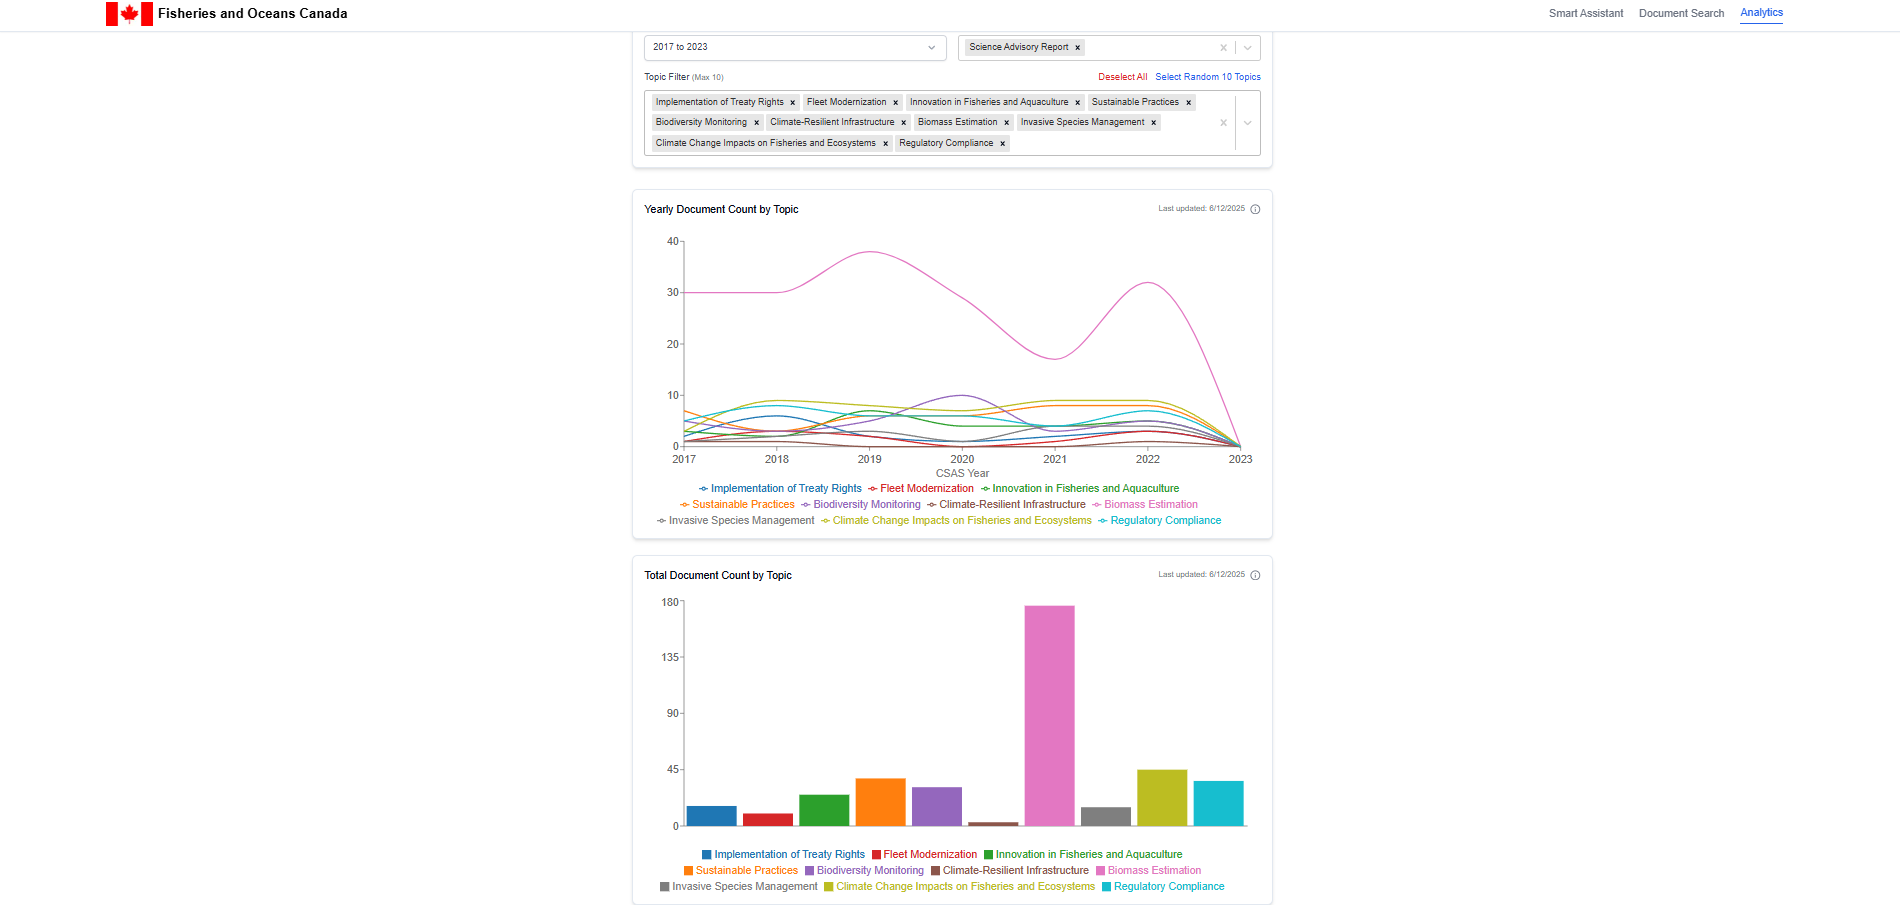 Fisheries and Oceans Canada
Smart Assistant Document Search Analytics
2017 to 2023
Science Advisory Report ×
Topic Filter (Max 10)
Deselect All Select Random 10 Topics
Implementation of Treaty Rights × Fleet Modernization × Innovation in Fisheries and Aquaculture × Sustainable Practices ×
Biodiversity Monitoring × Climate-Resilient Infrastructure × Biomass Estimation × Invasive Species Management ×
Climate Change Impacts on Fisheries and Ecosystems × Regulatory Compliance ×
Yearly Document Count by Topic
Last updated: 6/12/2025
40
30
20
10
0
2017 2018 2019 2020 2021 2022 2023
CSAS Year
Implementation of Treaty Rights Fleet Modernization Innovation in Fisheries and Aquaculture
Sustainable Practices Biodiversity Monitoring Climate-Resilient Infrastructure Biomass Estimation
Invasive Species Management Climate Change Impacts on Fisheries and Ecosystems Regulatory Compliance
Total Document Count by Topic
Last updated: 6/12/2025
180
135
90
45
0
Implementation of Treaty Rights Fleet Modernization Innovation in Fisheries and Aquaculture
Sustainable Practices Biodiversity Monitoring Climate-Resilient Infrastructure Biomass Estimation
Invasive Species Management Climate Change Impacts on Fisheries and Ecosystems Regulatory Compliance